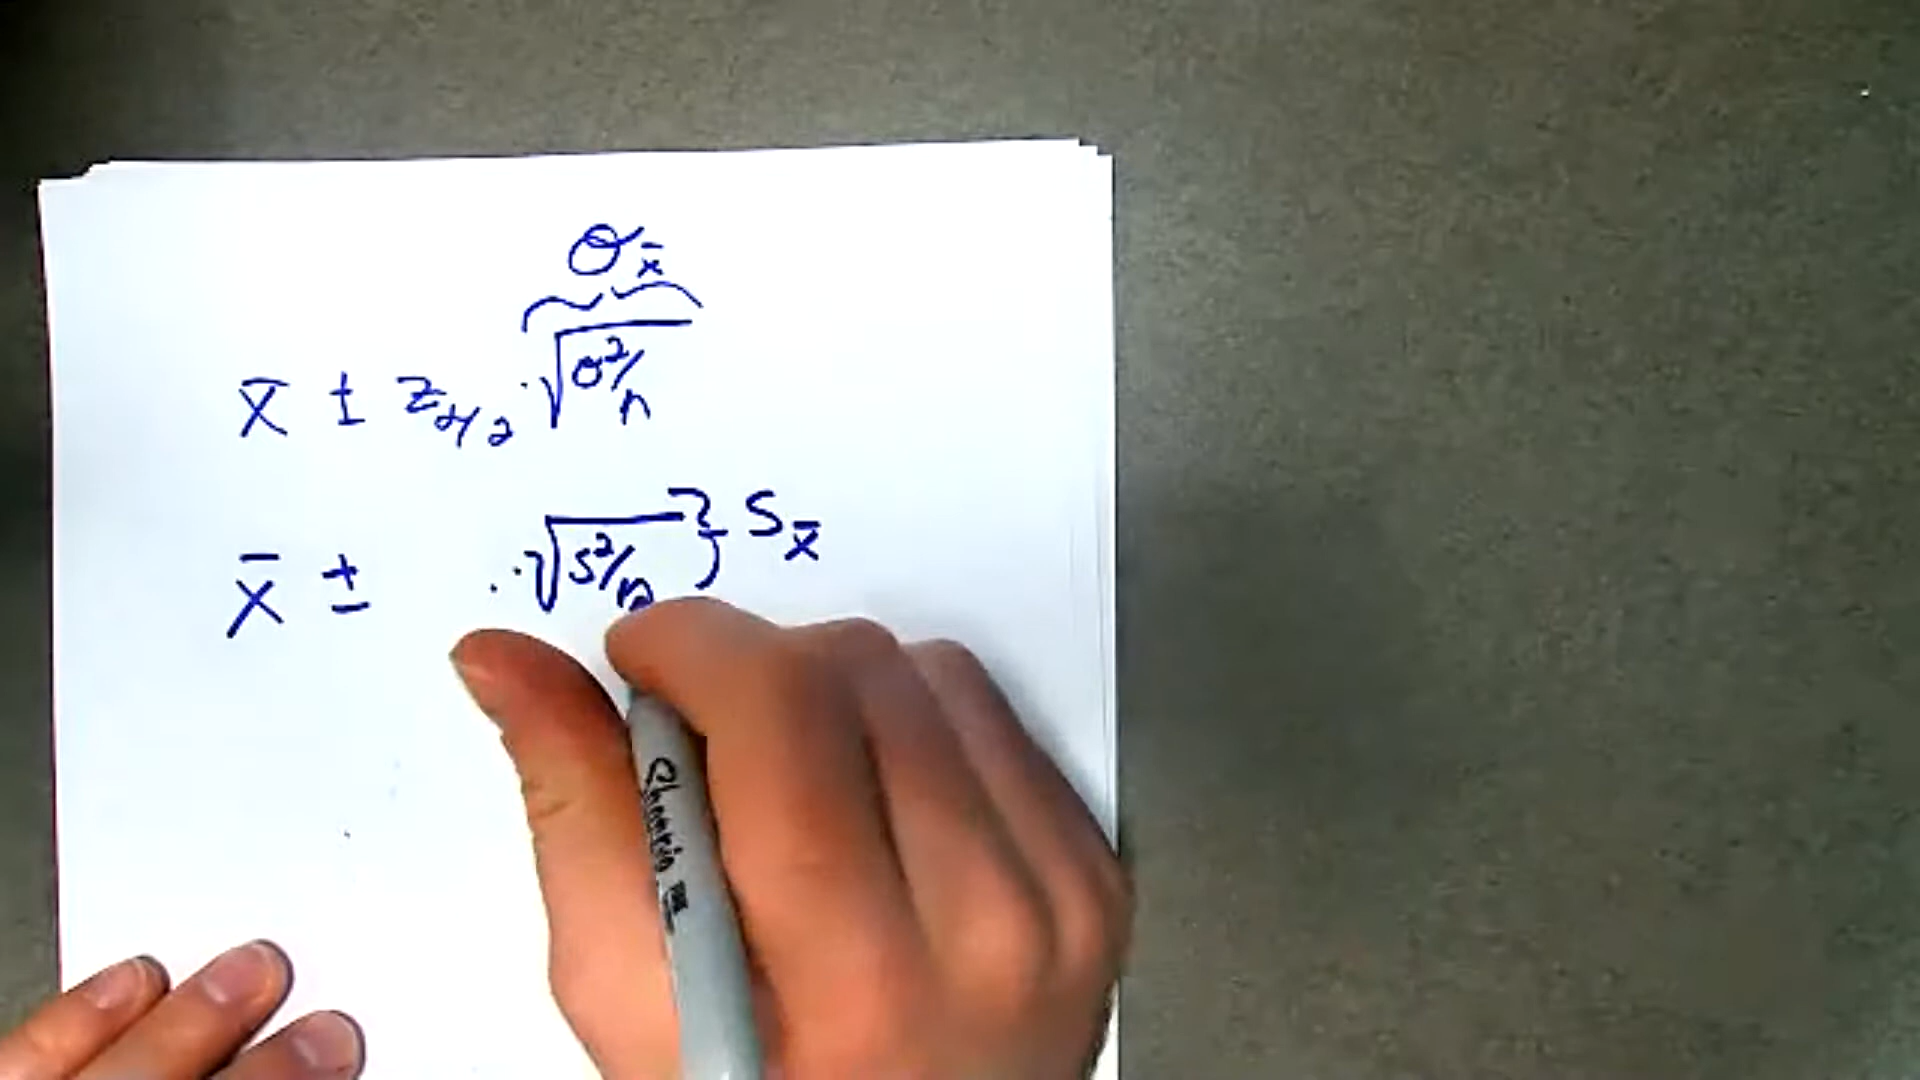 σx̄
x̄ ± zα/2 · √σ²/n
x̄ ± · · √s²/n } Sx̄
Sharpie